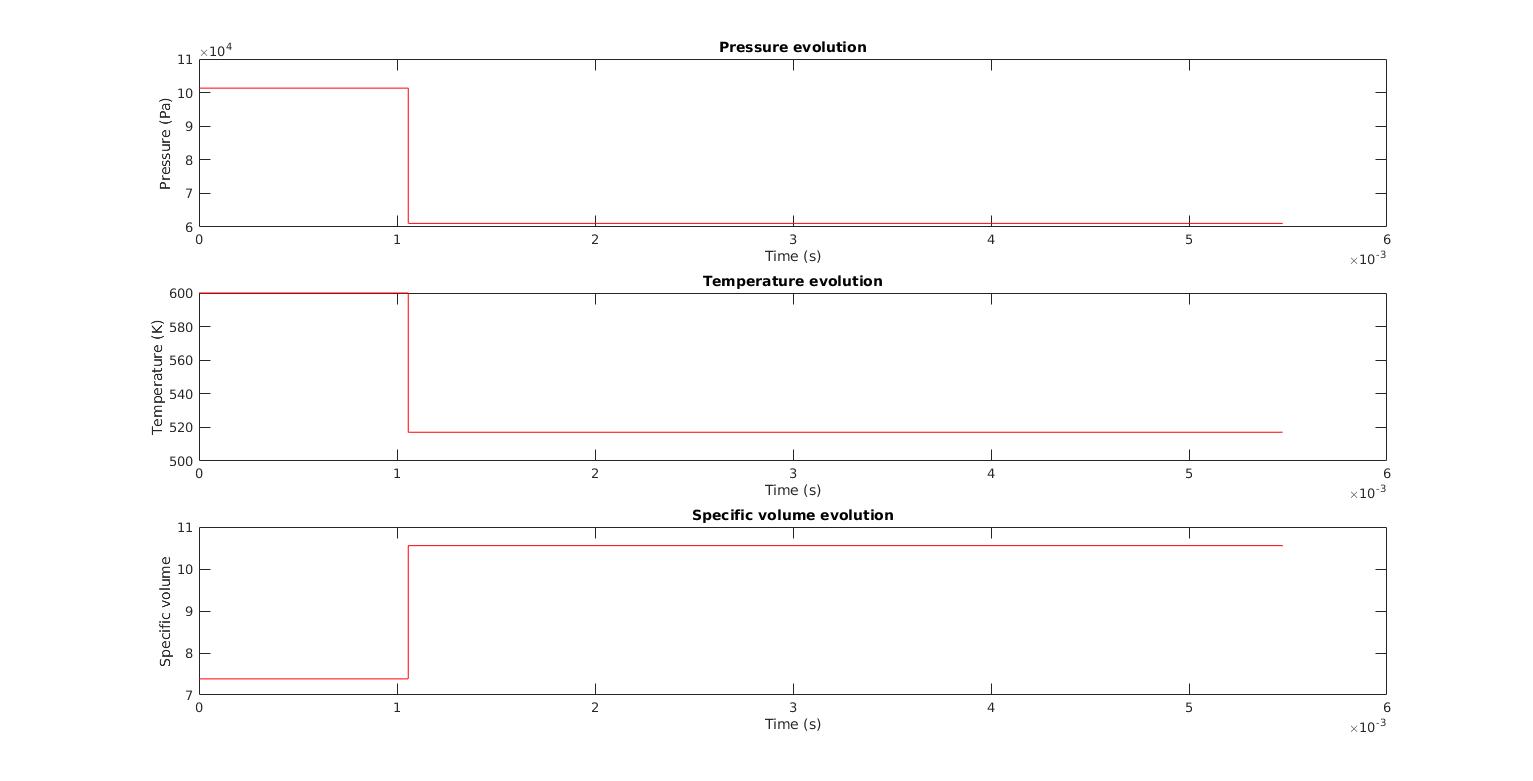 Pressure evolution
×10^4
11
10
9
8
7
6
Pressure (Pa)
0 1 2 3 4 5 6
Time (s)
×10^-3
Temperature evolution
600
580
560
540
520
500
Temperature (K)
0 1 2 3 4 5 6
Time (s)
×10^-3
Specific volume evolution
11
10
9
8
7
Specific volume
0 1 2 3 4 5 6
Time (s)
×10^-3